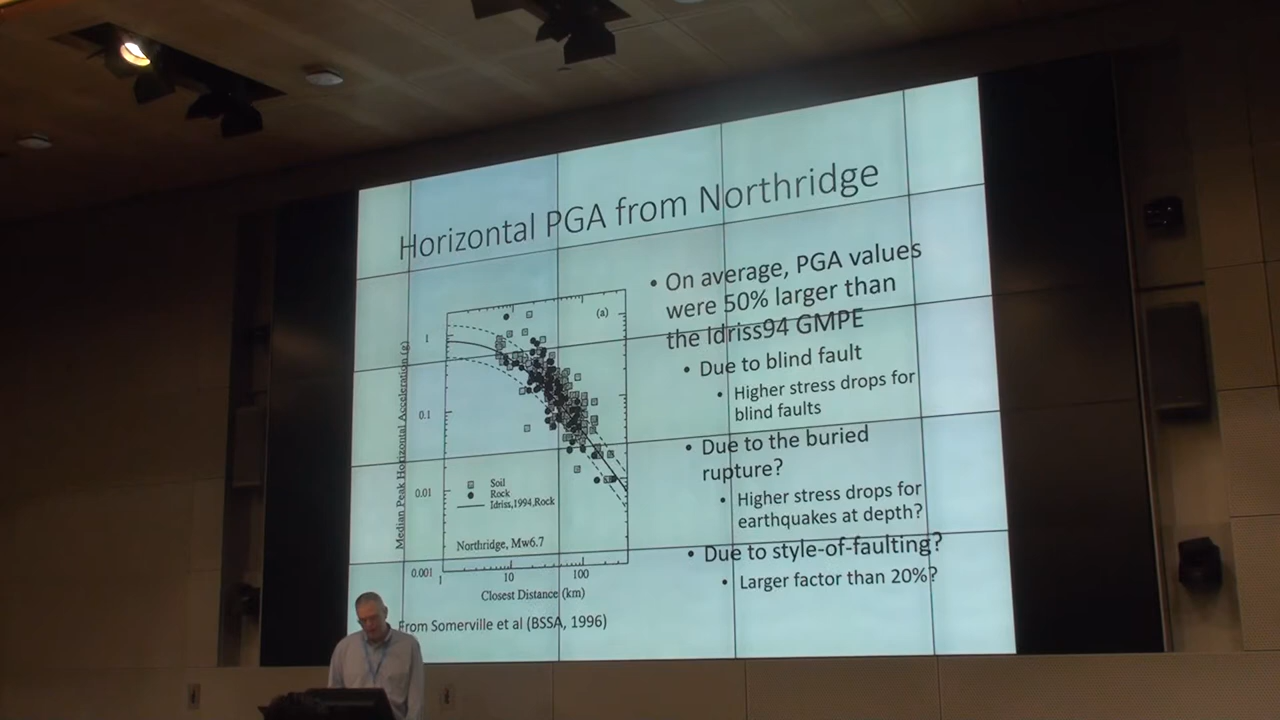 Horizontal PGA from Northridge
• On average, PGA values
were 50% larger than
the Idriss94 GMPE
• Due to blind fault
• Higher stress drops for
blind faults
• Due to the buried
rupture?
• Higher stress drops for
earthquakes at depth?
• Due to style-of-faulting?
• Larger factor than 20%?
(a)
Median Peak Horizontal Acceleration (g)
1
0.1
0.01
0.001
Soil
Rock
Idriss,1994,Rock
Northridge, Mw6.7
1 10 100
Closest Distance (km)
From Somerville et al (BSSA, 1996)